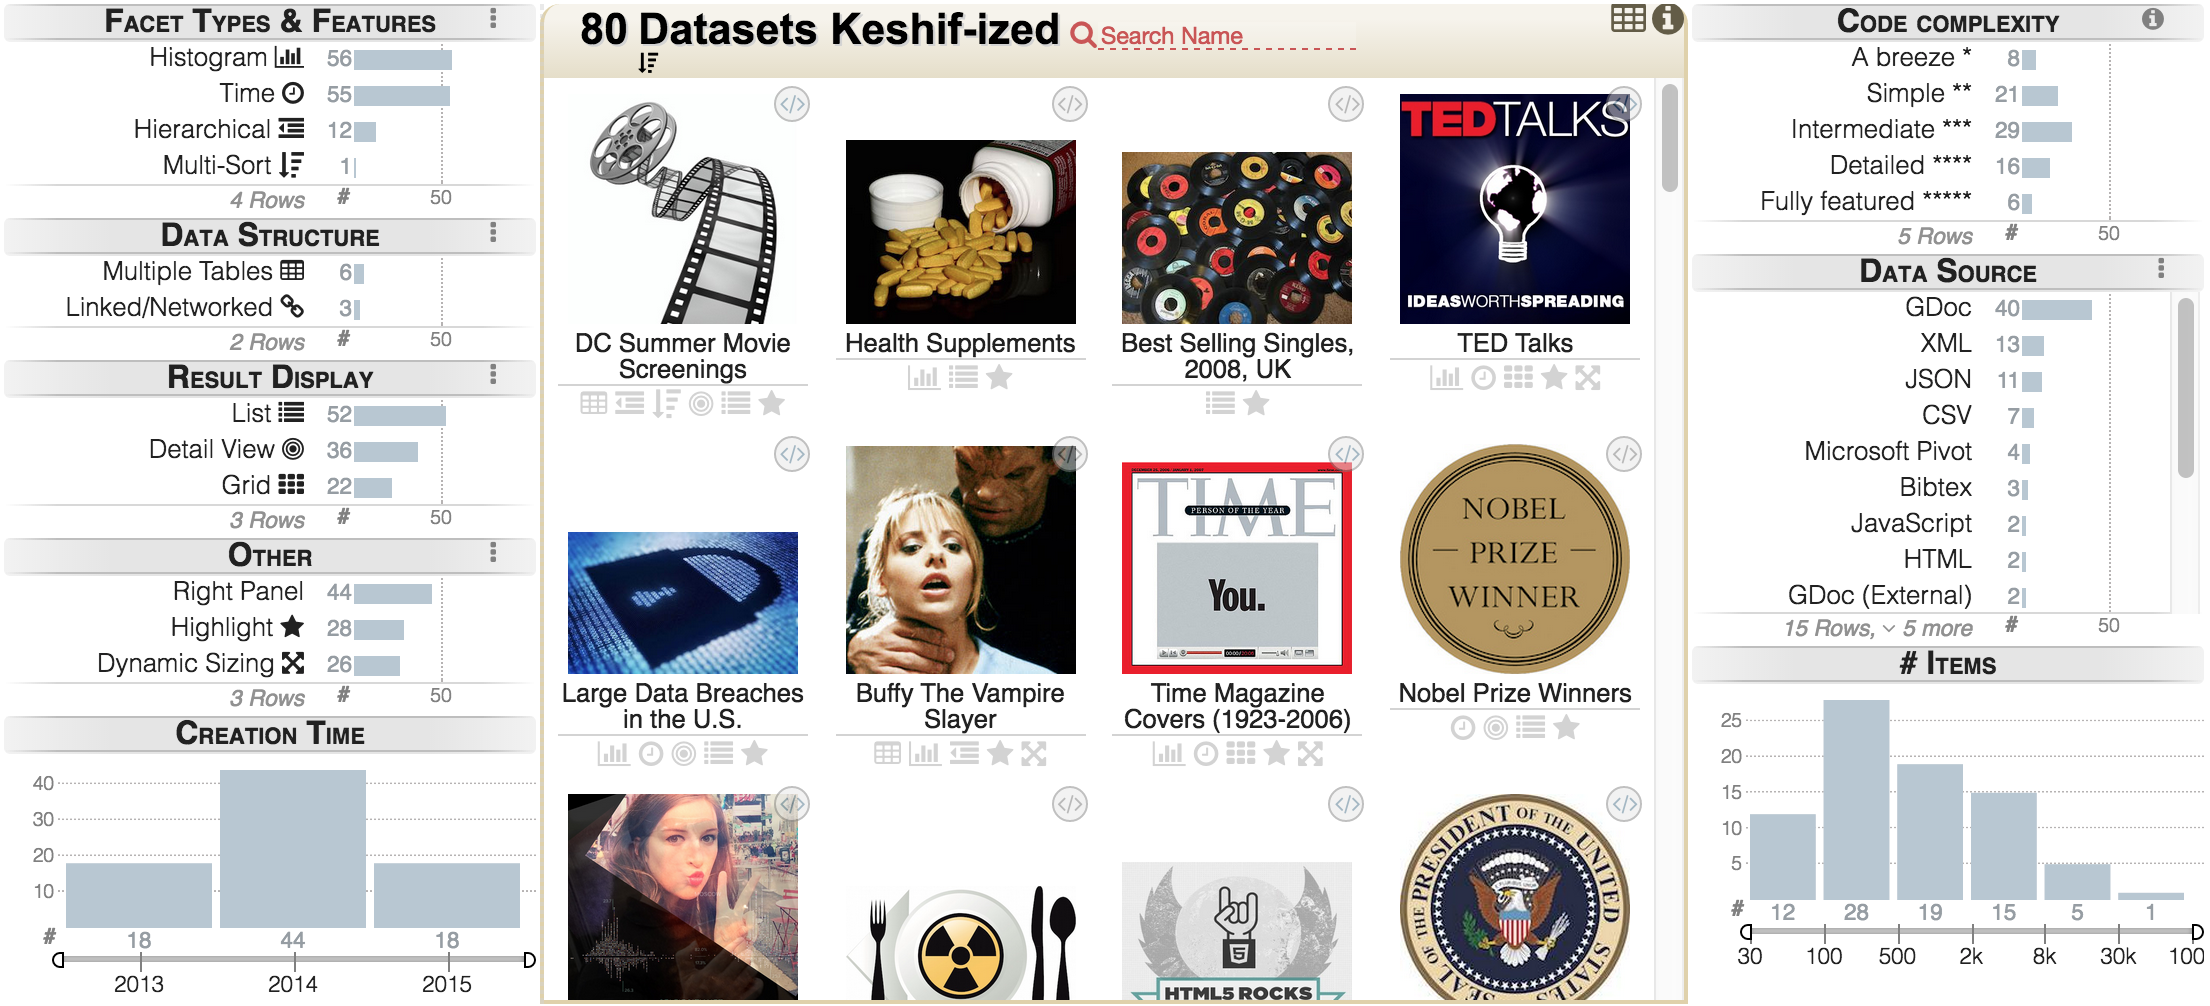 FACET TYPES & FEATURES
Histogram 56
Time 55
Hierarchical 12
Multi-Sort 1
4 Rows # 50
DATA STRUCTURE
Multiple Tables 6
Linked/Networked 3
2 Rows # 50
RESULT DISPLAY
List 52
Detail View 36
Grid 22
3 Rows # 50
OTHER
Right Panel 44
Highlight 28
Dynamic Sizing 26
3 Rows # 50
CREATION TIME
40
30
20
10
# 18 44 18
2013 2014 2015
80 Datasets Keshif-ized Search Name
TEDTALKS
IDEASWORTHSPREADING
DC Summer Movie
Screenings
Health Supplements
Best Selling Singles,
2008, UK
TED Talks
TIME
PERSON OF THE YEAR
You.
NOBEL
PRIZE
WINNER
Large Data Breaches
in the U.S.
Buffy The Vampire
Slayer
Time Magazine
Covers (1923-2006)
Nobel Prize Winners
5
HTML5 ROCKS
OF THE PRESIDENT OF THE UNITED STATES
CODE COMPLEXITY
A breeze * 8
Simple ** 21
Intermediate *** 29
Detailed **** 16
Fully featured ***** 6
5 Rows # 50
DATA SOURCE
GDoc 40
XML 13
JSON 11
CSV 7
Microsoft Pivot 4
Bibtex 3
JavaScript 2
HTML 2
GDoc (External) 2
15 Rows, 5 more # 50
# ITEMS
25
20
15
10
5
# 12 28 19 15 5 1
30 100 500 2k 8k 30k 100